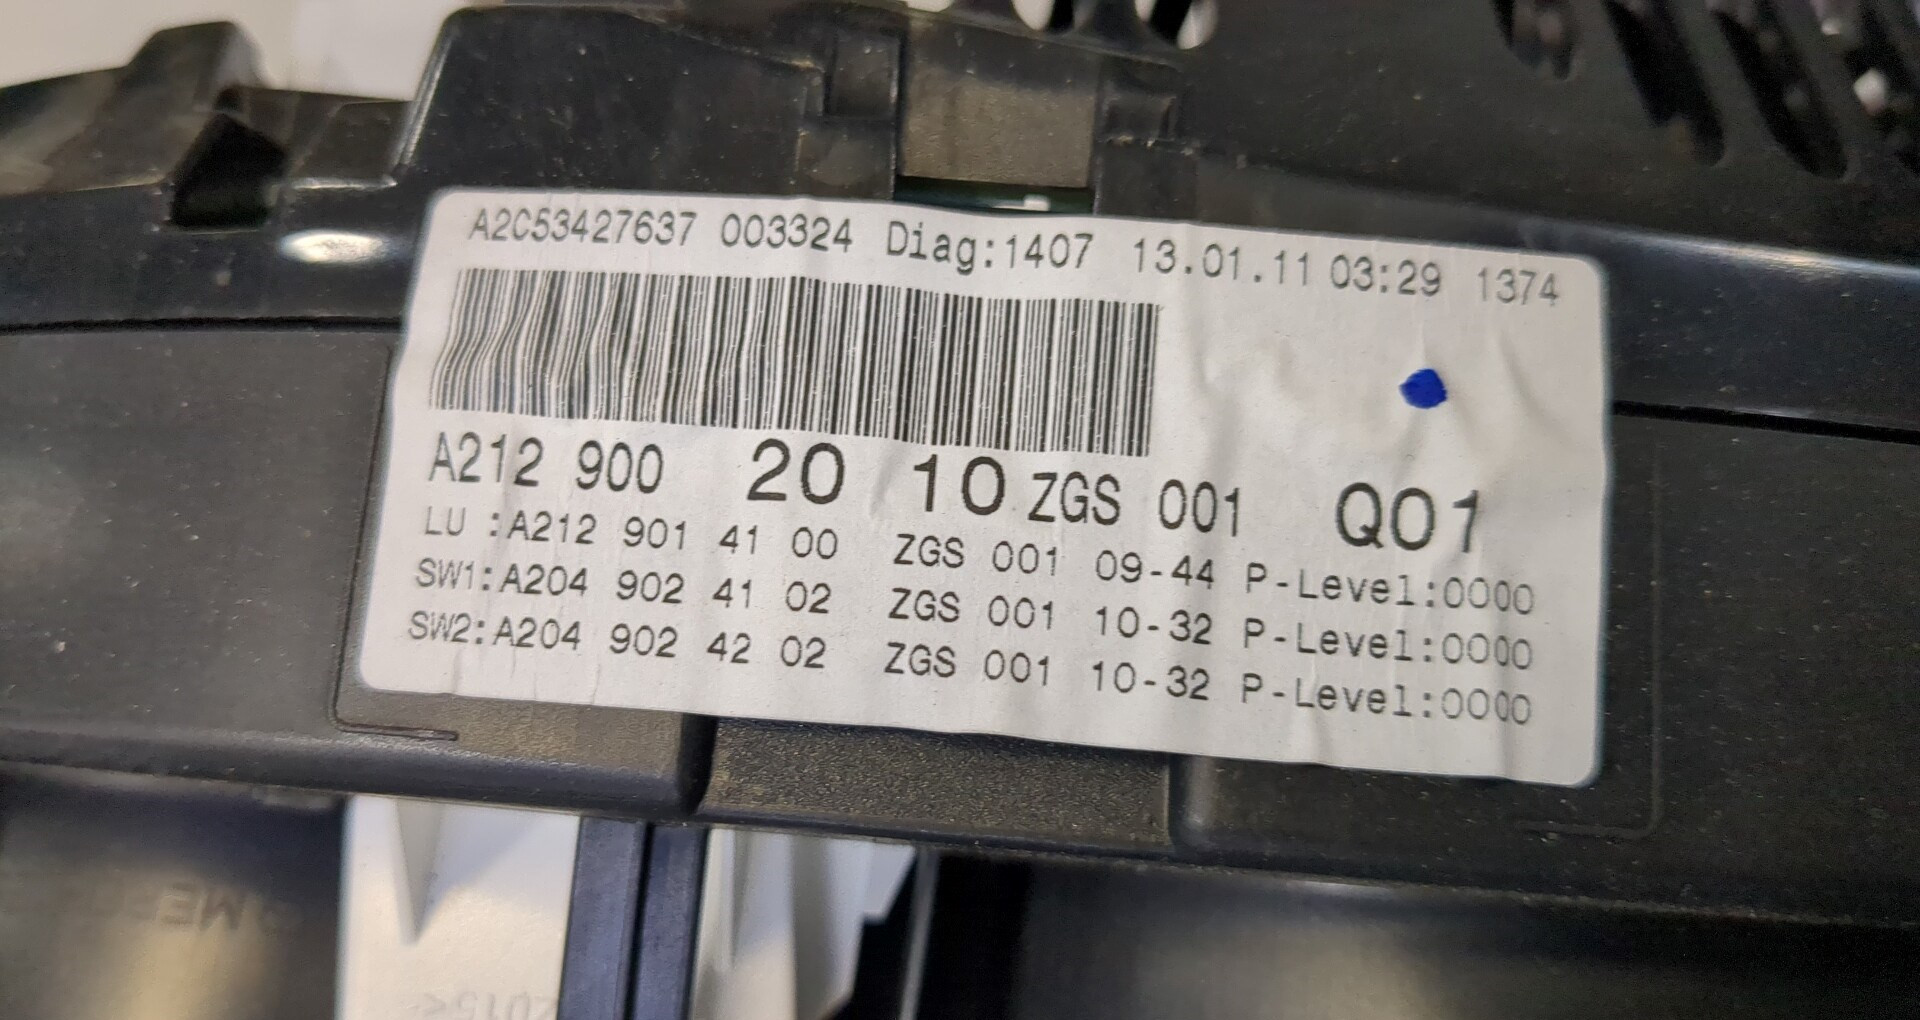 A2C53427637 003324 Diag:1407 13.01.11 03:29 1374
A212 900 20 10 ZGS 001 Q01
LU :A212 901 41 00 ZGS 001 09-44 P-Level:0000
SW1:A204 902 41 02 ZGS 001 10-32 P-Level:0000
SW2:A204 902 42 02 ZGS 001 10-32 P-Level:0000